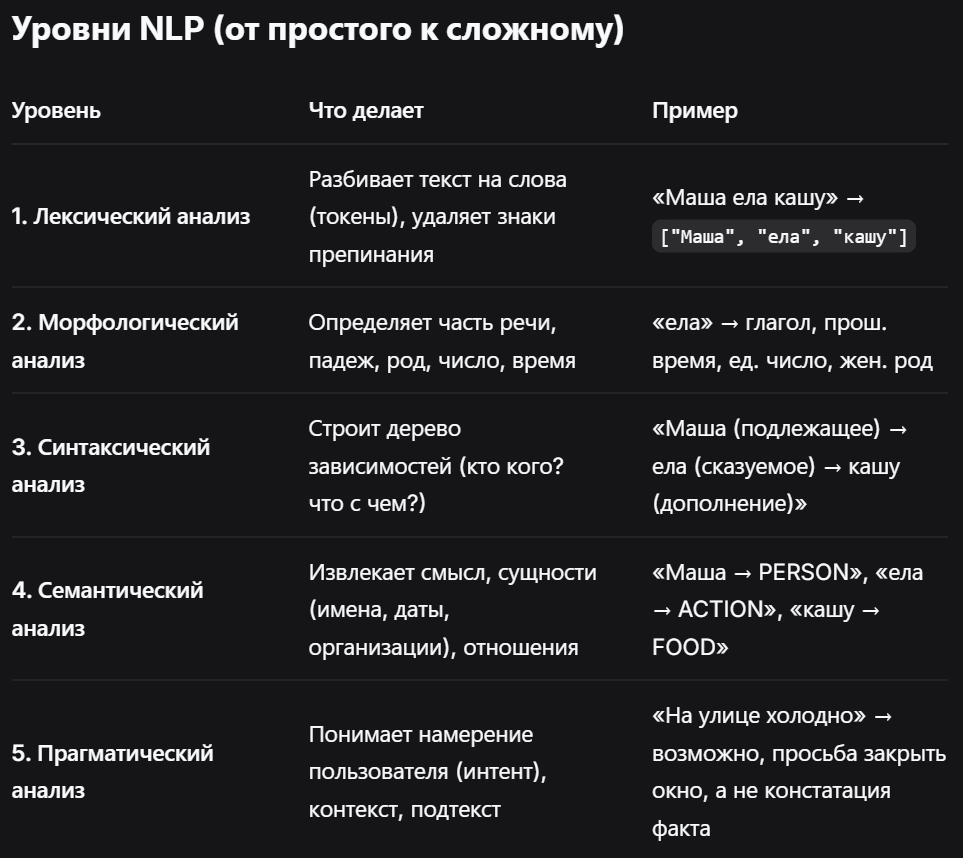 Уровни NLP (от простого к сложному)
Уровень
Что делает
Пример
1. Лексический анализ
Разбивает текст на слова
(токены), удаляет знаки
препинания
«Маша ела кашу» →
["Маша", "ела", "кашу"]
2. Морфологический
анализ
Определяет часть речи,
падеж, род, число, время
«ела» → глагол, прош.
время, ед. число, жен. род
3. Синтаксический
анализ
Строит дерево
зависимостей (кто кого?
что с чем?)
«Маша (подлежащее) →
ела (сказуемое) → кашу
(дополнение)»
4. Семантический
анализ
Извлекает смысл, сущности
(имена, даты,
организации), отношения
«Маша → PERSON», «ела
→ ACTION», «кашу →
FOOD»
5. Прагматический
анализ
Понимает намерение
пользователя (интент),
контекст, подтекст
«На улице холодно» →
возможно, просьба закрыть
окно, а не констатация
факта